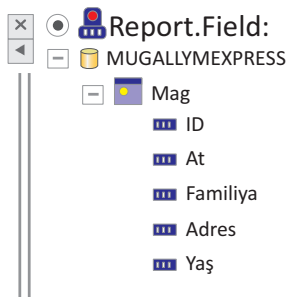 Report.Field:
MUGALLYMEXPRESS
Mag
ID
At
Familiya
Adres
Yaş